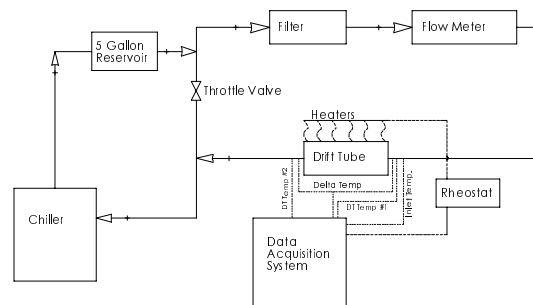 5 Gallon
Reservoir
Filter
Flow Meter
Throttle Valve
Heaters
Drift Tube
Chiller
DT Temp #2
Delta Temp
DT Temp #1
Inlet Temp.
Rheostat
Data
Acquisition
System